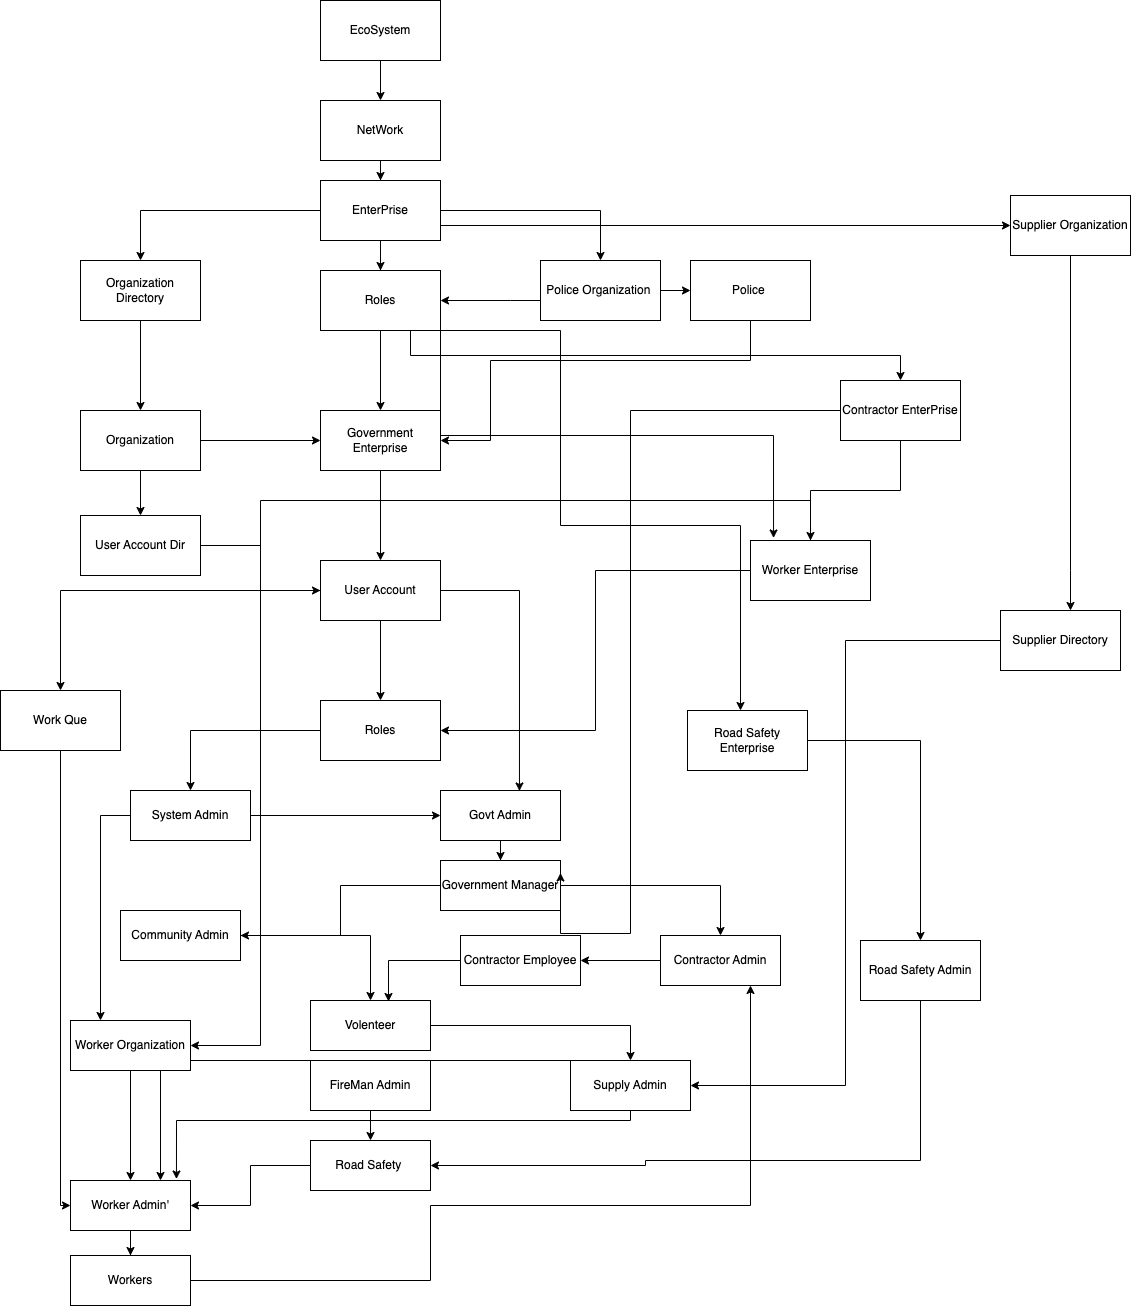 EcoSystem
NetWork
EnterPrise
Supplier Organization
Organization
Directory
Roles
Police Organization
Police
Contractor EnterPrise
Organization
Government
Enterprise
User Account Dir
Worker Enterprise
User Account
Supplier Directory
Work Que
Roles
Road Safety
Enterprise
System Admin
Govt Admin
Government Manager
Community Admin
Contractor Employee
Contractor Admin
Road Safety Admin
Volenteer
Worker Organization
FireMan Admin
Supply Admin
Road Safety
Worker Admin'
Workers